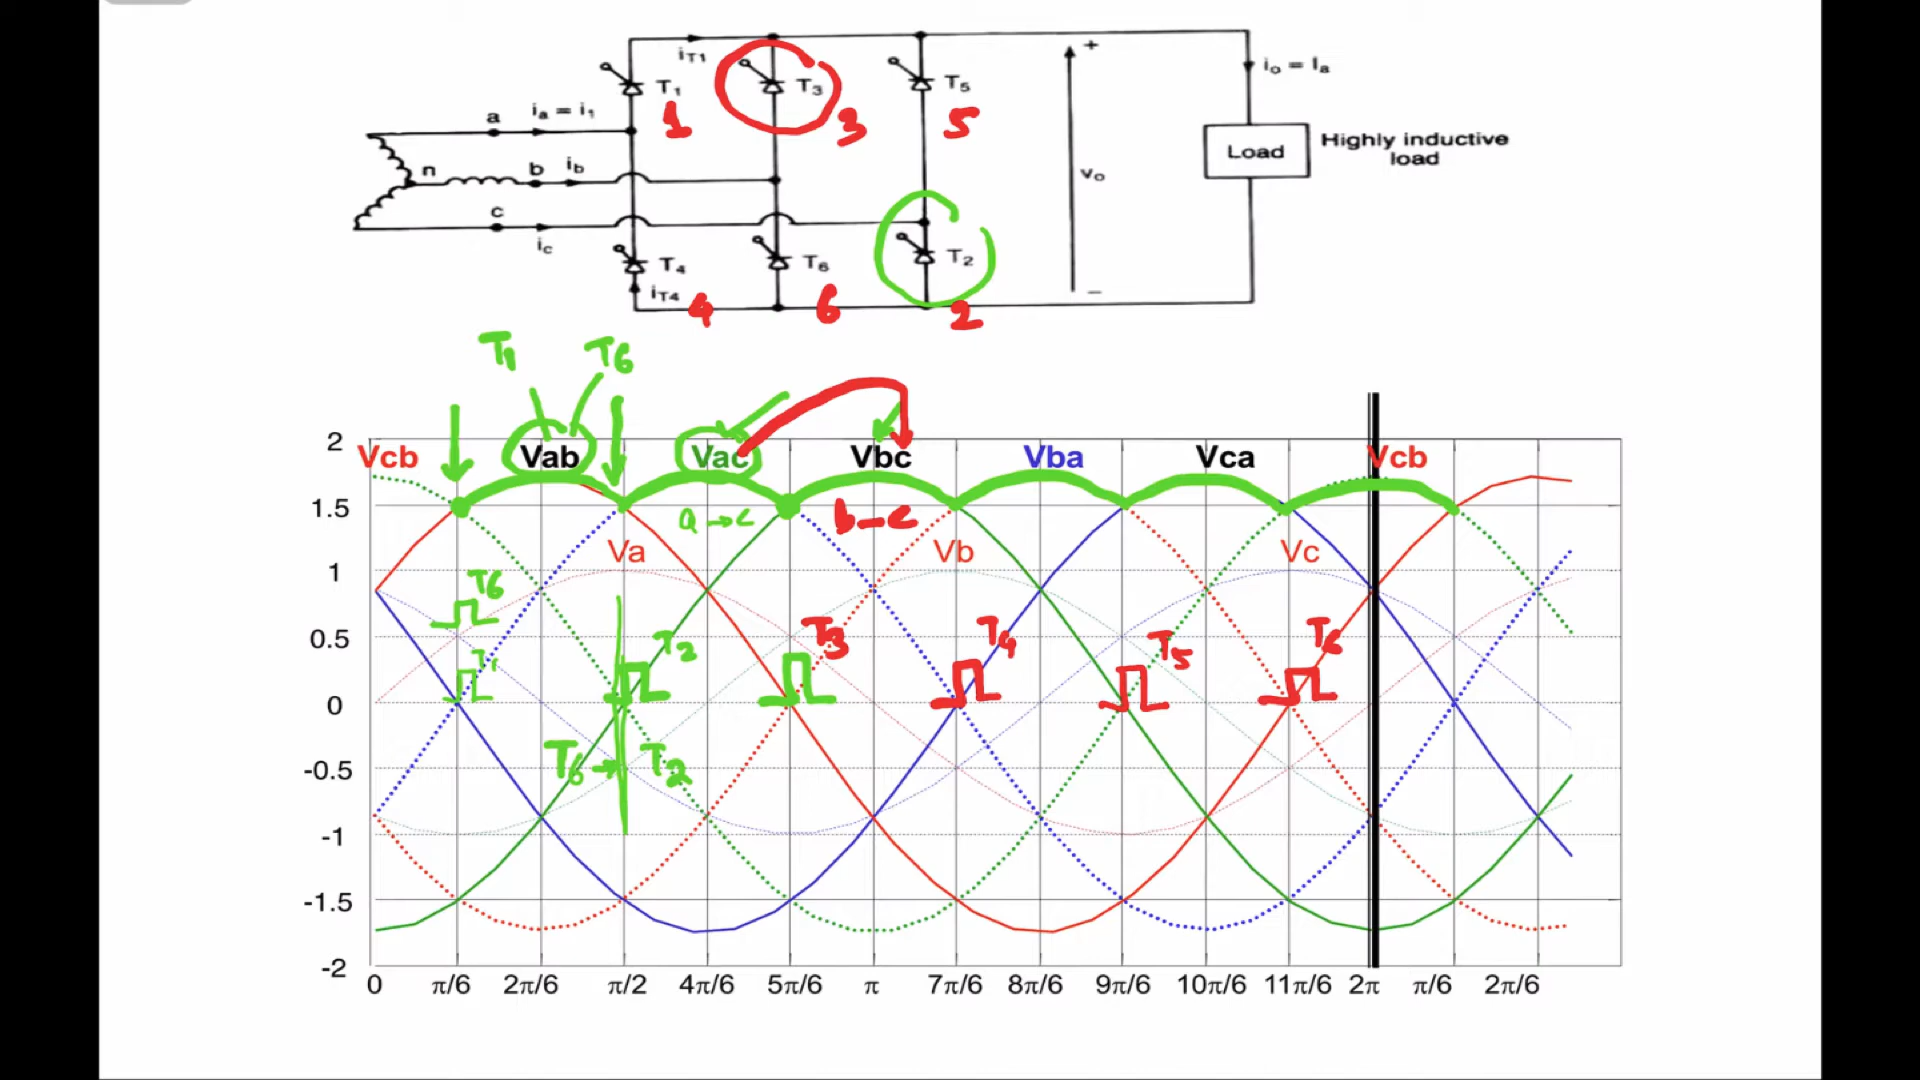 iT1
T1
T3
T5
io = Ia
+
1
3
5
a
ia = i1
Load
Highly inductive
load
n
b
ib
vo
c
ic
T4
T6
T2
iT4
−
4
6
2
T1
T6
2
Vcb
Vab
Vac
Vbc
Vba
Vca
Vcb
1.5
a→c
b–c
Va
Vb
Vc
1
T6
0.5
T1
T2
T3
T4
T5
T6
0
-0.5
T6→
T2
-1
-1.5
-2
0
π/6
2π/6
π/2
4π/6
5π/6
π
7π/6
8π/6
9π/6
10π/6
11π/6
2π
π/6
2π/6